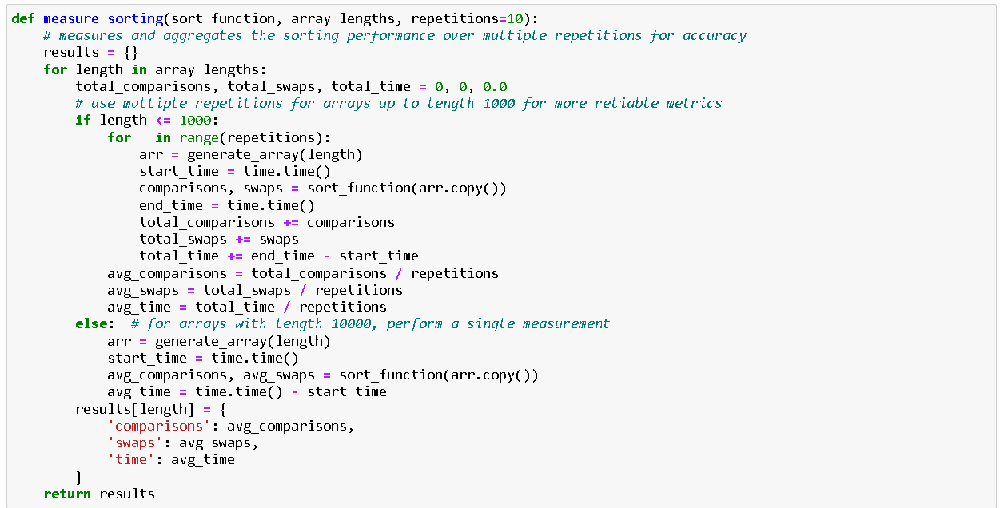 def measure_sorting(sort_function, array_lengths, repetitions=10):
    # measures and aggregates the sorting performance over multiple repetitions for accuracy
    results = {}
    for length in array_lengths:
        total_comparisons, total_swaps, total_time = 0, 0, 0.0
        # use multiple repetitions for arrays up to length 1000 for more reliable metrics
        if length <= 1000:
            for _ in range(repetitions):
                arr = generate_array(length)
                start_time = time.time()
                comparisons, swaps = sort_function(arr.copy())
                end_time = time.time()
                total_comparisons += comparisons
                total_swaps += swaps
                total_time += end_time - start_time
            avg_comparisons = total_comparisons / repetitions
            avg_swaps = total_swaps / repetitions
            avg_time = total_time / repetitions
        else:  # for arrays with length 10000, perform a single measurement
            arr = generate_array(length)
            start_time = time.time()
            avg_comparisons, avg_swaps = sort_function(arr.copy())
            avg_time = time.time() - start_time
        results[length] = {
            'comparisons': avg_comparisons,
            'swaps': avg_swaps,
            'time': avg_time
        }
    return results